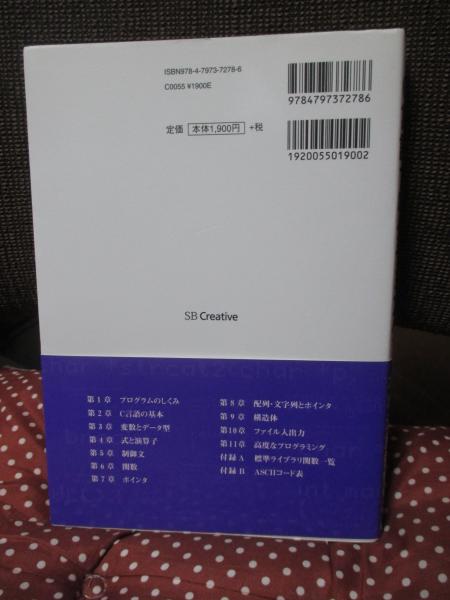 ISBN978-4-7973-7278-6
C0055 ¥1900E
定価 本体1,900円 +税
9784797372786
1920055019002
SB Creative
第1章 プログラムのしくみ
第2章 C言語の基本
第3章 変数とデータ型
第4章 式と演算子
第5章 制御文
第6章 関数
第7章 ポインタ
第8章 配列・文字列とポインタ
第9章 構造体
第10章 ファイル入出力
第11章 高度なプログラミング
付録A 標準ライブラリ関数一覧
付録B ASCIIコード表